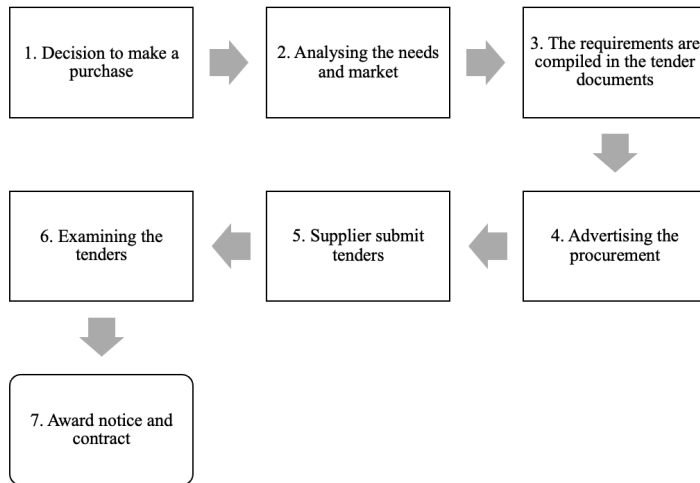 1. Decision to make a
purchase
2. Analysing the needs
and market
3. The requirements are
compiled in the tender
documents
4. Advertising the
procurement
5. Supplier submit
tenders
6. Examining the
tenders
7. Award notice and
contract